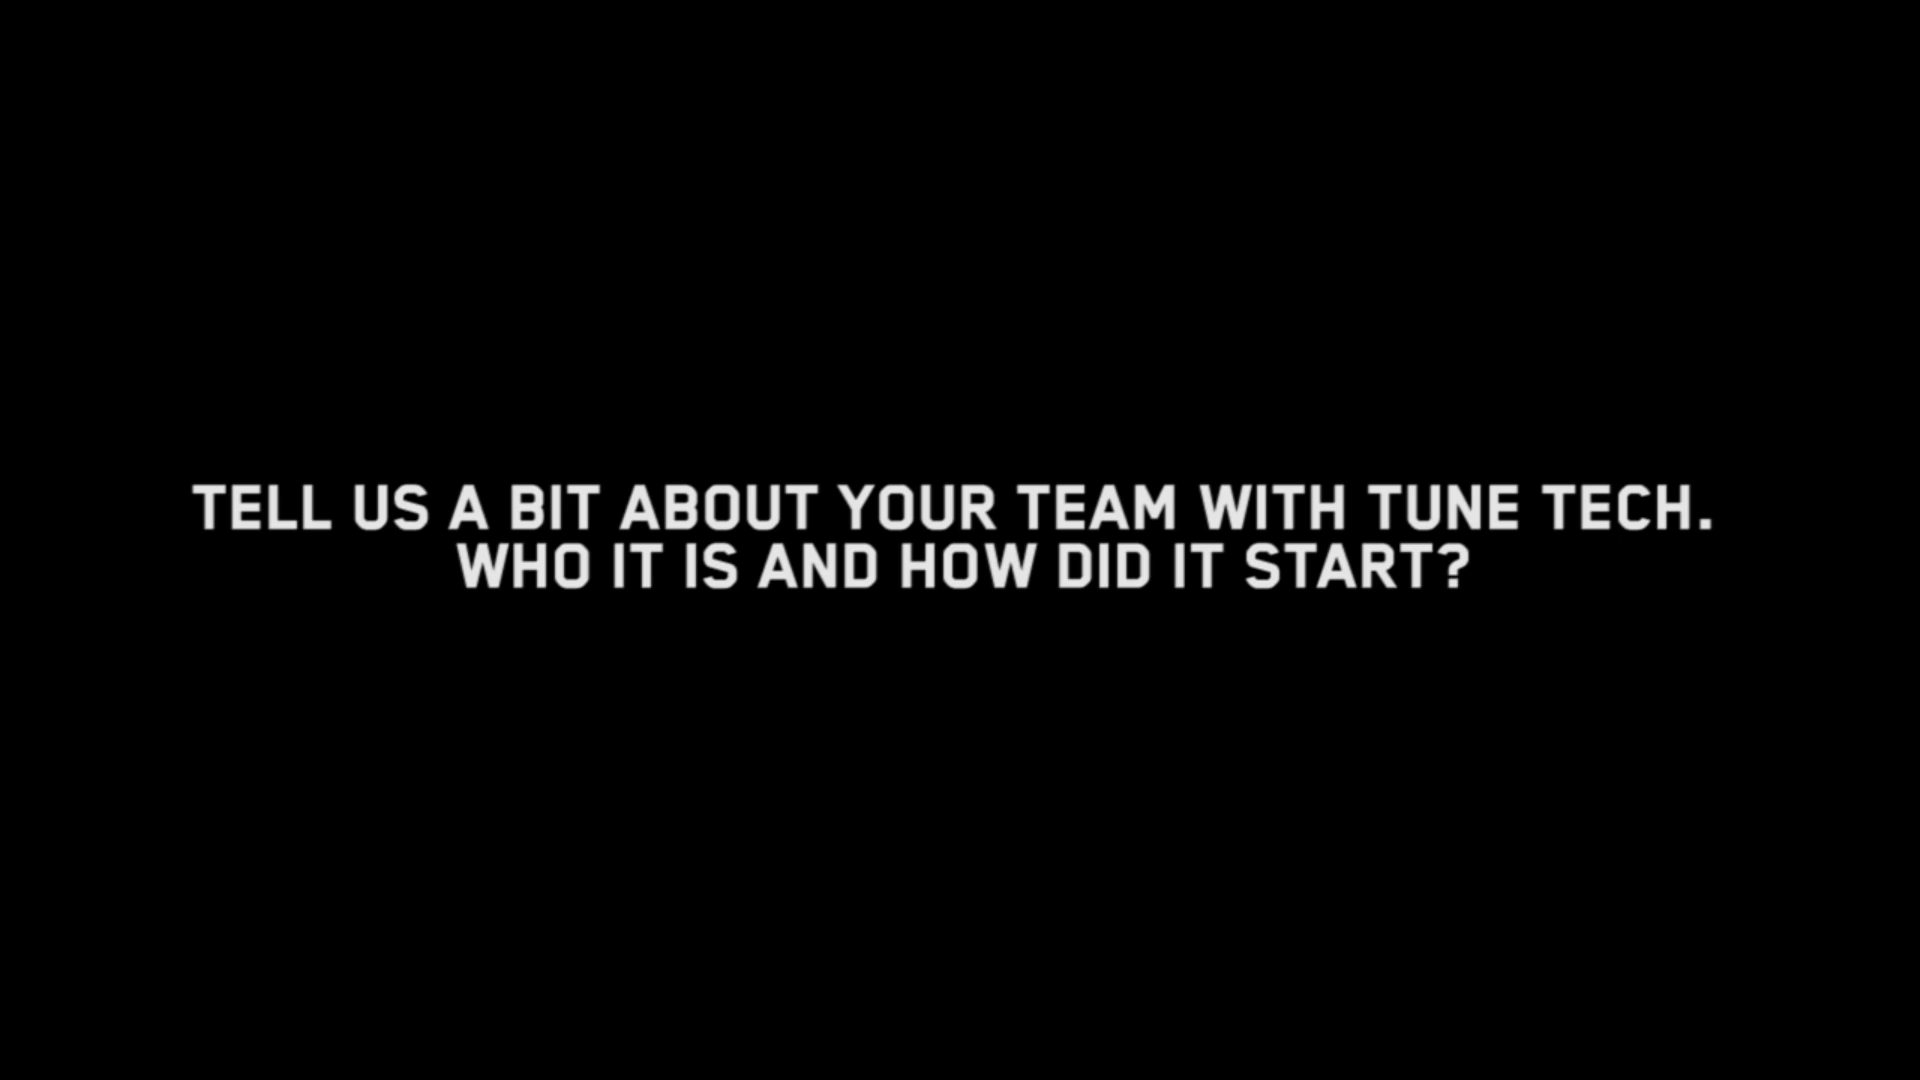 TELL US A BIT ABOUT YOUR TEAM WITH TUNE TECH.
WHO IT IS AND HOW DID IT START?